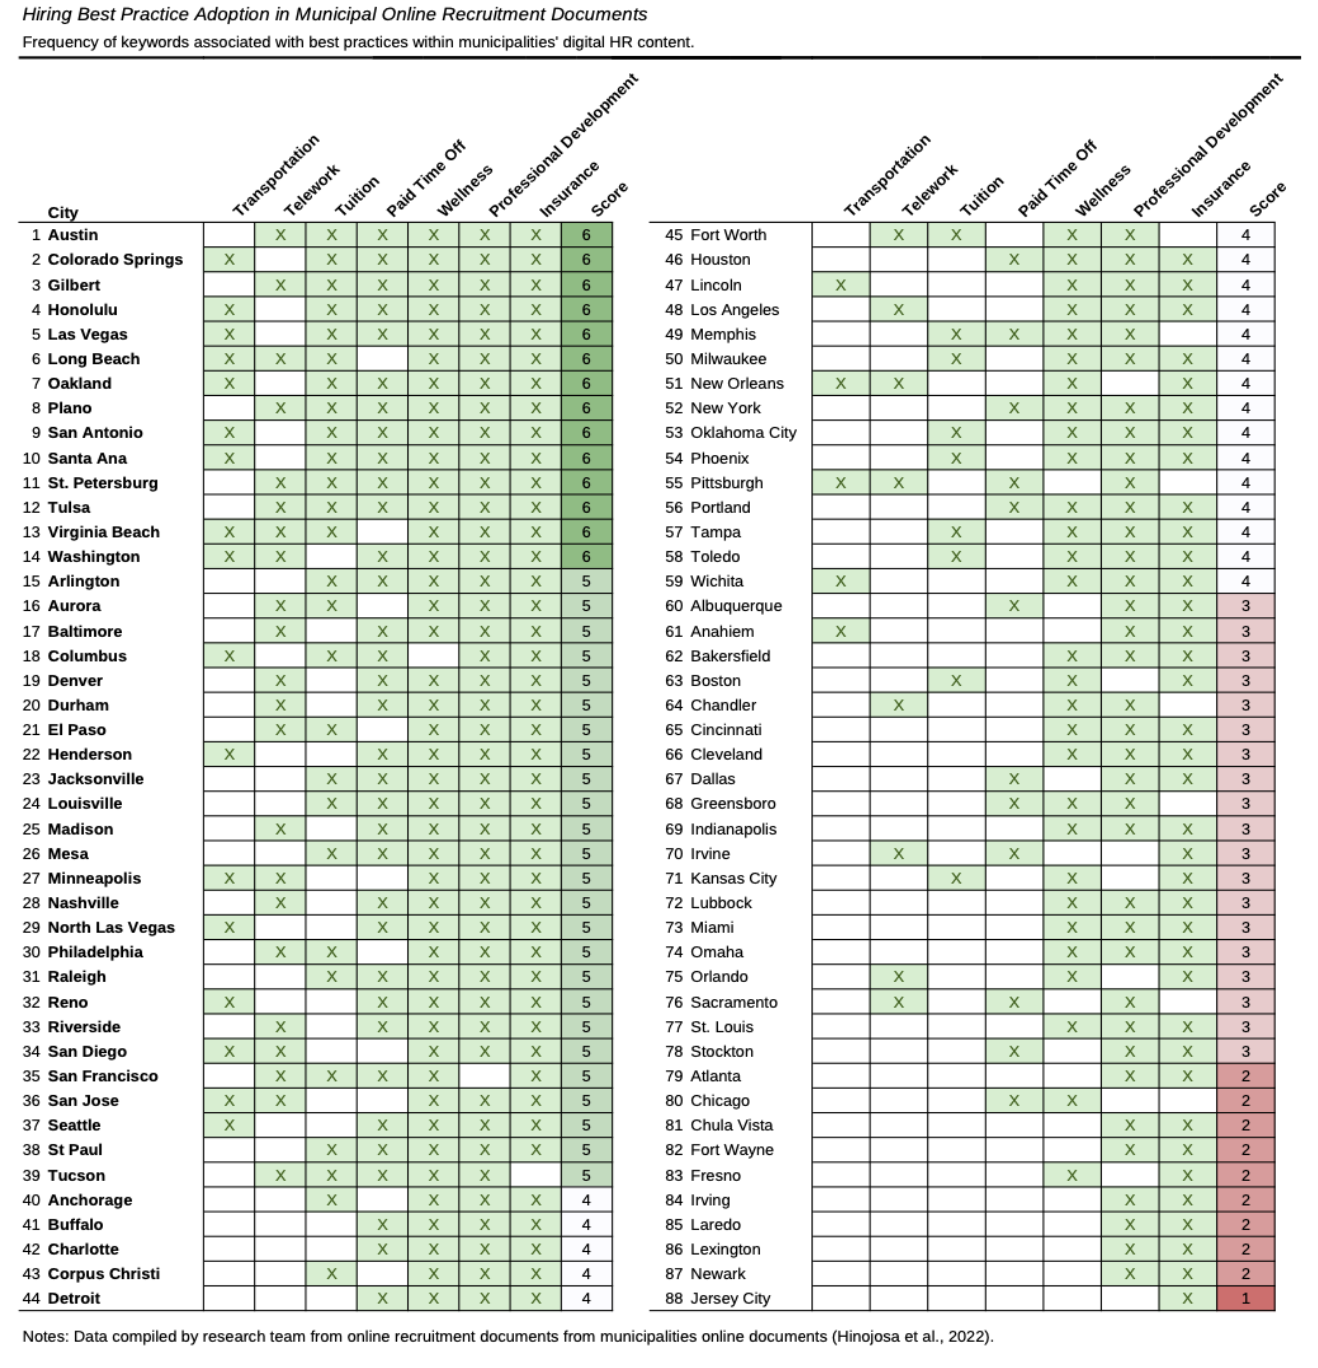 Hiring Best Practice Adoption in Municipal Online Recruitment Documents
Frequency of keywords associated with best practices within municipalities' digital HR content.
City Transportation Telework Tuition Paid Time Off Wellness Professional Development Insurance Score
1 Austin X X X X X X 6
2 Colorado Springs X X X X X X 6
3 Gilbert X X X X X X 6
4 Honolulu X X X X X X 6
5 Las Vegas X X X X X X 6
6 Long Beach X X X X X X 6
7 Oakland X X X X X X 6
8 Plano X X X X X X 6
9 San Antonio X X X X X X 6
10 Santa Ana X X X X X X 6
11 St. Petersburg X X X X X X 6
12 Tulsa X X X X X X 6
13 Virginia Beach X X X X X X 6
14 Washington X X X X X X 6
15 Arlington X X X X X 5
16 Aurora X X X X X 5
17 Baltimore X X X X X 5
18 Columbus X X X X X 5
19 Denver X X X X X 5
20 Durham X X X X X 5
21 El Paso X X X X X 5
22 Henderson X X X X X 5
23 Jacksonville X X X X X 5
24 Louisville X X X X X 5
25 Madison X X X X X 5
26 Mesa X X X X X 5
27 Minneapolis X X X X X 5
28 Nashville X X X X X 5
29 North Las Vegas X X X X X 5
30 Philadelphia X X X X X 5
31 Raleigh X X X X X 5
32 Reno X X X X X 5
33 Riverside X X X X X 5
34 San Diego X X X X X 5
35 San Francisco X X X X X 5
36 San Jose X X X X X 5
37 Seattle X X X X X 5
38 St Paul X X X X X 5
39 Tucson X X X X X 5
40 Anchorage X X X X 4
41 Buffalo X X X X 4
42 Charlotte X X X X 4
43 Corpus Christi X X X X 4
44 Detroit X X X X 4
Transportation Telework Tuition Paid Time Off Wellness Professional Development Insurance Score
45 Fort Worth X X X X 4
46 Houston X X X X 4
47 Lincoln X X X X 4
48 Los Angeles X X X X 4
49 Memphis X X X X 4
50 Milwaukee X X X X 4
51 New Orleans X X X X 4
52 New York X X X X 4
53 Oklahoma City X X X X 4
54 Phoenix X X X X 4
55 Pittsburgh X X X X 4
56 Portland X X X X 4
57 Tampa X X X X 4
58 Toledo X X X X 4
59 Wichita X X X X 4
60 Albuquerque X X X 3
61 Anahiem X X X 3
62 Bakersfield X X X 3
63 Boston X X X 3
64 Chandler X X X 3
65 Cincinnati X X X 3
66 Cleveland X X X 3
67 Dallas X X X 3
68 Greensboro X X X 3
69 Indianapolis X X X 3
70 Irvine X X X 3
71 Kansas City X X X 3
72 Lubbock X X X 3
73 Miami X X X 3
74 Omaha X X X 3
75 Orlando X X X 3
76 Sacramento X X X 3
77 St. Louis X X X 3
78 Stockton X X X 3
79 Atlanta X X 2
80 Chicago X X 2
81 Chula Vista X X 2
82 Fort Wayne X X 2
83 Fresno X X 2
84 Irving X X 2
85 Laredo X X 2
86 Lexington X X 2
87 Newark X X 2
88 Jersey City X 1
Notes: Data compiled by research team from online recruitment documents from municipalities online documents (Hinojosa et al., 2022).